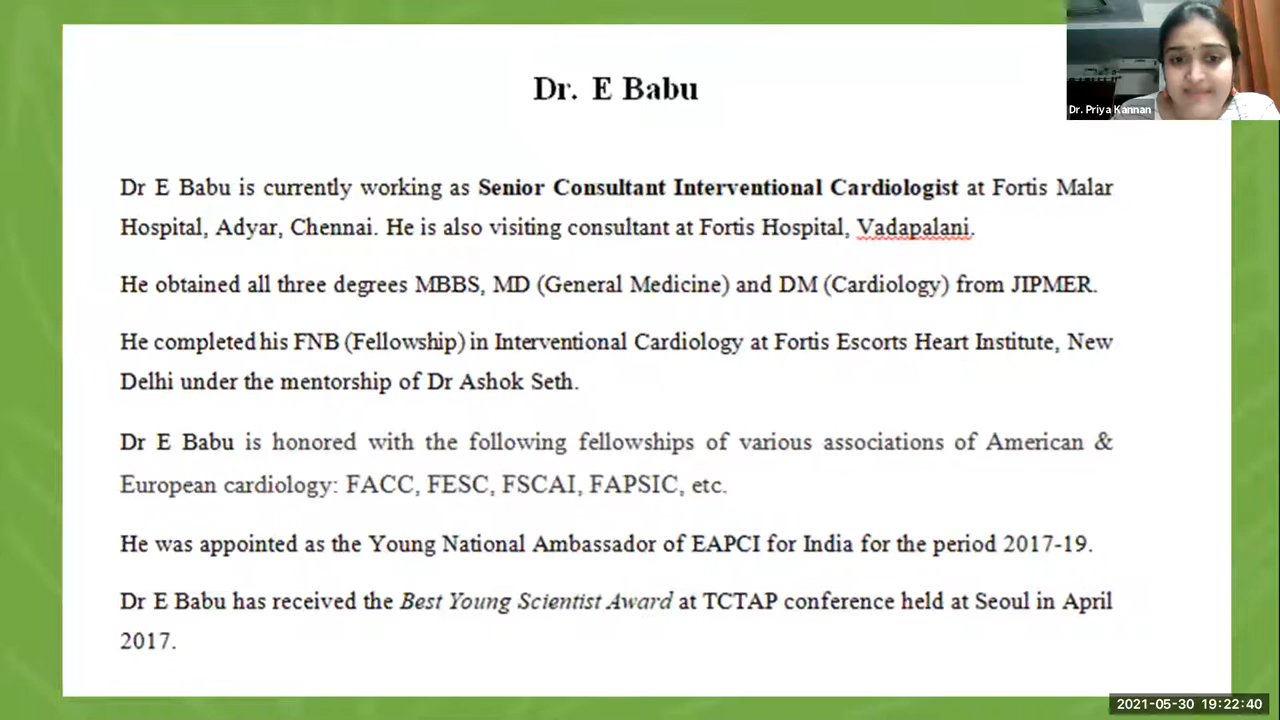 Dr. E Babu
Dr. Priya Kannan
Dr E Babu is currently working as Senior Consultant Interventional Cardiologist at Fortis Malar
Hospital, Adyar, Chennai. He is also visiting consultant at Fortis Hospital, Vadapalani.
He obtained all three degrees MBBS, MD (General Medicine) and DM (Cardiology) from JIPMER.
He completed his FNB (Fellowship) in Interventional Cardiology at Fortis Escorts Heart Institute, New
Delhi under the mentorship of Dr Ashok Seth.
Dr E Babu is honored with the following fellowships of various associations of American &
European cardiology: FACC, FESC, FSCAI, FAPSIC, etc.
He was appointed as the Young National Ambassador of EAPCI for India for the period 2017-19.
Dr E Babu has received the Best Young Scientist Award at TCTAP conference held at Seoul in April
2017.
2021-05-30 19:22:40